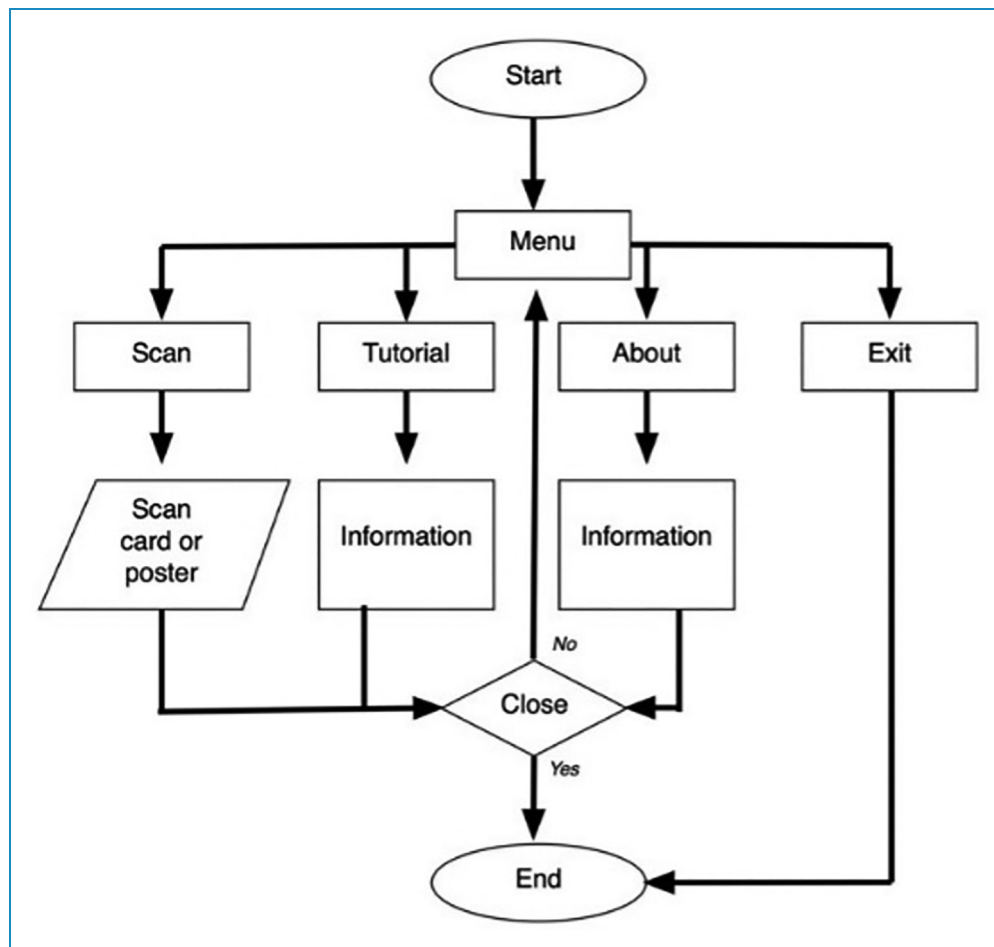 Start
Menu
Scan
Tutorial
About
Exit
Scan
card or
poster
Information
Information
No
Close
Yes
End